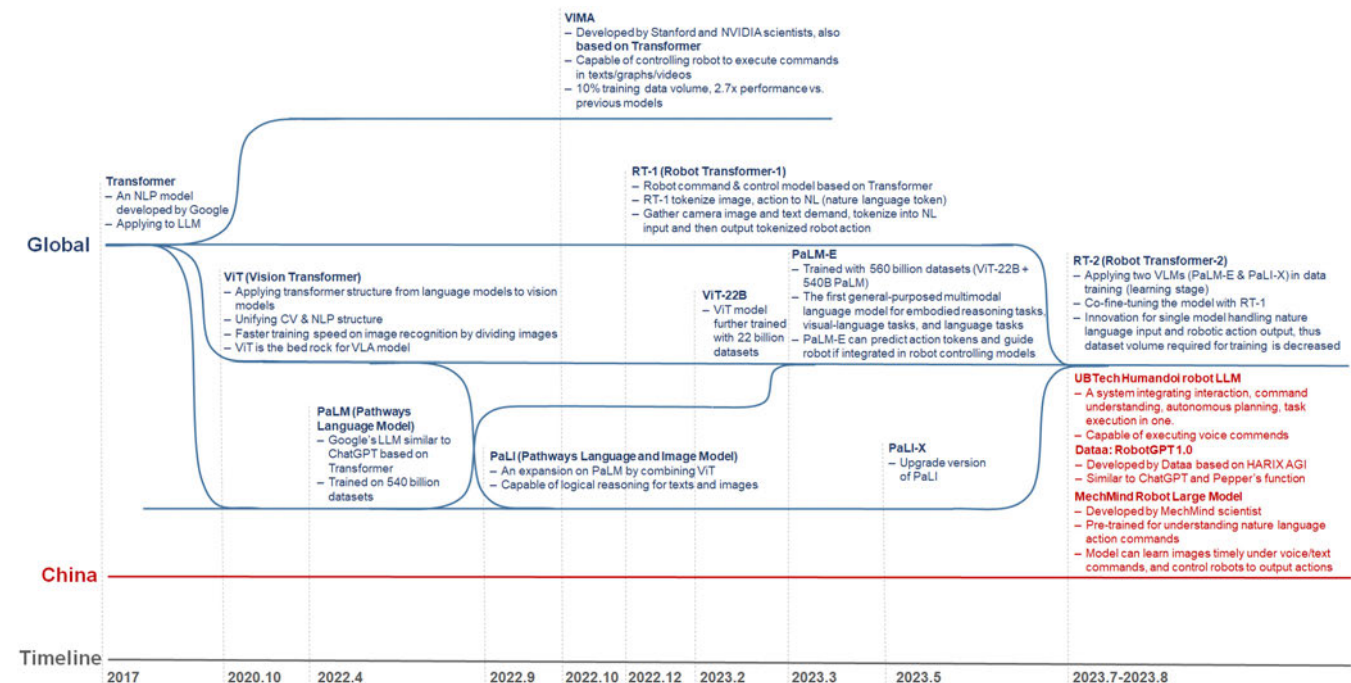 VIMA
– Developed by Stanford and NVIDIA scientists, also
based on Transformer
– Capable of controlling robot to execute commands
in texts/graphs/videos
– 10% training data volume, 2.7x performance vs.
previous models
Transformer
– An NLP model
developed by Google
– Applying to LLM
RT-1 (Robot Transformer-1)
– Robot command & control model based on Transformer
– RT-1 tokenize image, action to NL (nature language token)
– Gather camera image and text demand, tokenize into NL
input and then output tokenized robot action
Global
ViT (Vision Transformer)
– Applying transformer structure from language models to vision
models
– Unifying CV & NLP structure
– Faster training speed on image recognition by dividing images
– ViT is the bed rock for VLA model
ViT-22B
– ViT model
further trained
with 22 billion
datasets
PaLM-E
– Trained with 560 billion datasets (ViT-22B +
540B PaLM)
– The first general-purposed multimodal
language model for embodied reasoning tasks,
visual-language tasks, and language tasks
– PaLM-E can predict action tokens and guide
robot if integrated in robot controlling models
RT-2 (Robot Transformer-2)
– Applying two VLMs (PaLM-E & PaLI-X) in data
training (learning stage)
– Co-fine-tuning the model with RT-1
– Innovation for single model handling nature
language input and robotic action output, thus
dataset volume required for training is decreased
PaLM (Pathways
Language Model)
– Google's LLM similar to
ChatGPT based on
Transformer
– Trained on 540 billion
datasets
PaLI (Pathways Language and Image Model)
– An expansion on PaLM by combining ViT
– Capable of logical reasoning for texts and images
PaLI-X
– Upgrade version
of PaLI
UBTech Humandoi robot LLM
– A system integrating interaction, command
understanding, autonomous planning, task
execution in one.
– Capable of executing voice commends
Dataa: RobotGPT 1.0
– Developed by Dataa based on HARIX AGI
– Similar to ChatGPT and Pepper's function
MechMind Robot Large Model
– Developed by MechMind scientist
– Pre-trained for understanding nature language
action commands
– Model can learn images timely under voice/text
commands, and control robots to output actions
China
Timeline
2017
2020.10
2022.4
2022.9
2022.10
2022.12
2023.2
2023.3
2023.5
2023.7-2023.8